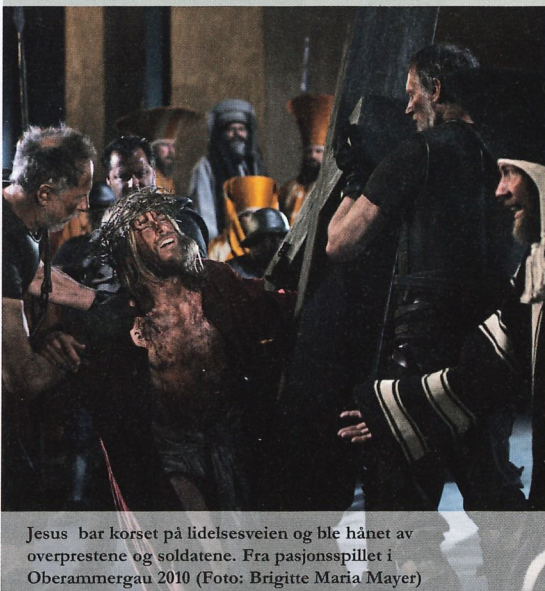 Jesus bar korset på lidelsesveien og ble hånet av
overprestene og soldatene. Fra pasjonsspillet i
Oberammergau 2010 (Foto: Brigitte Maria Mayer)